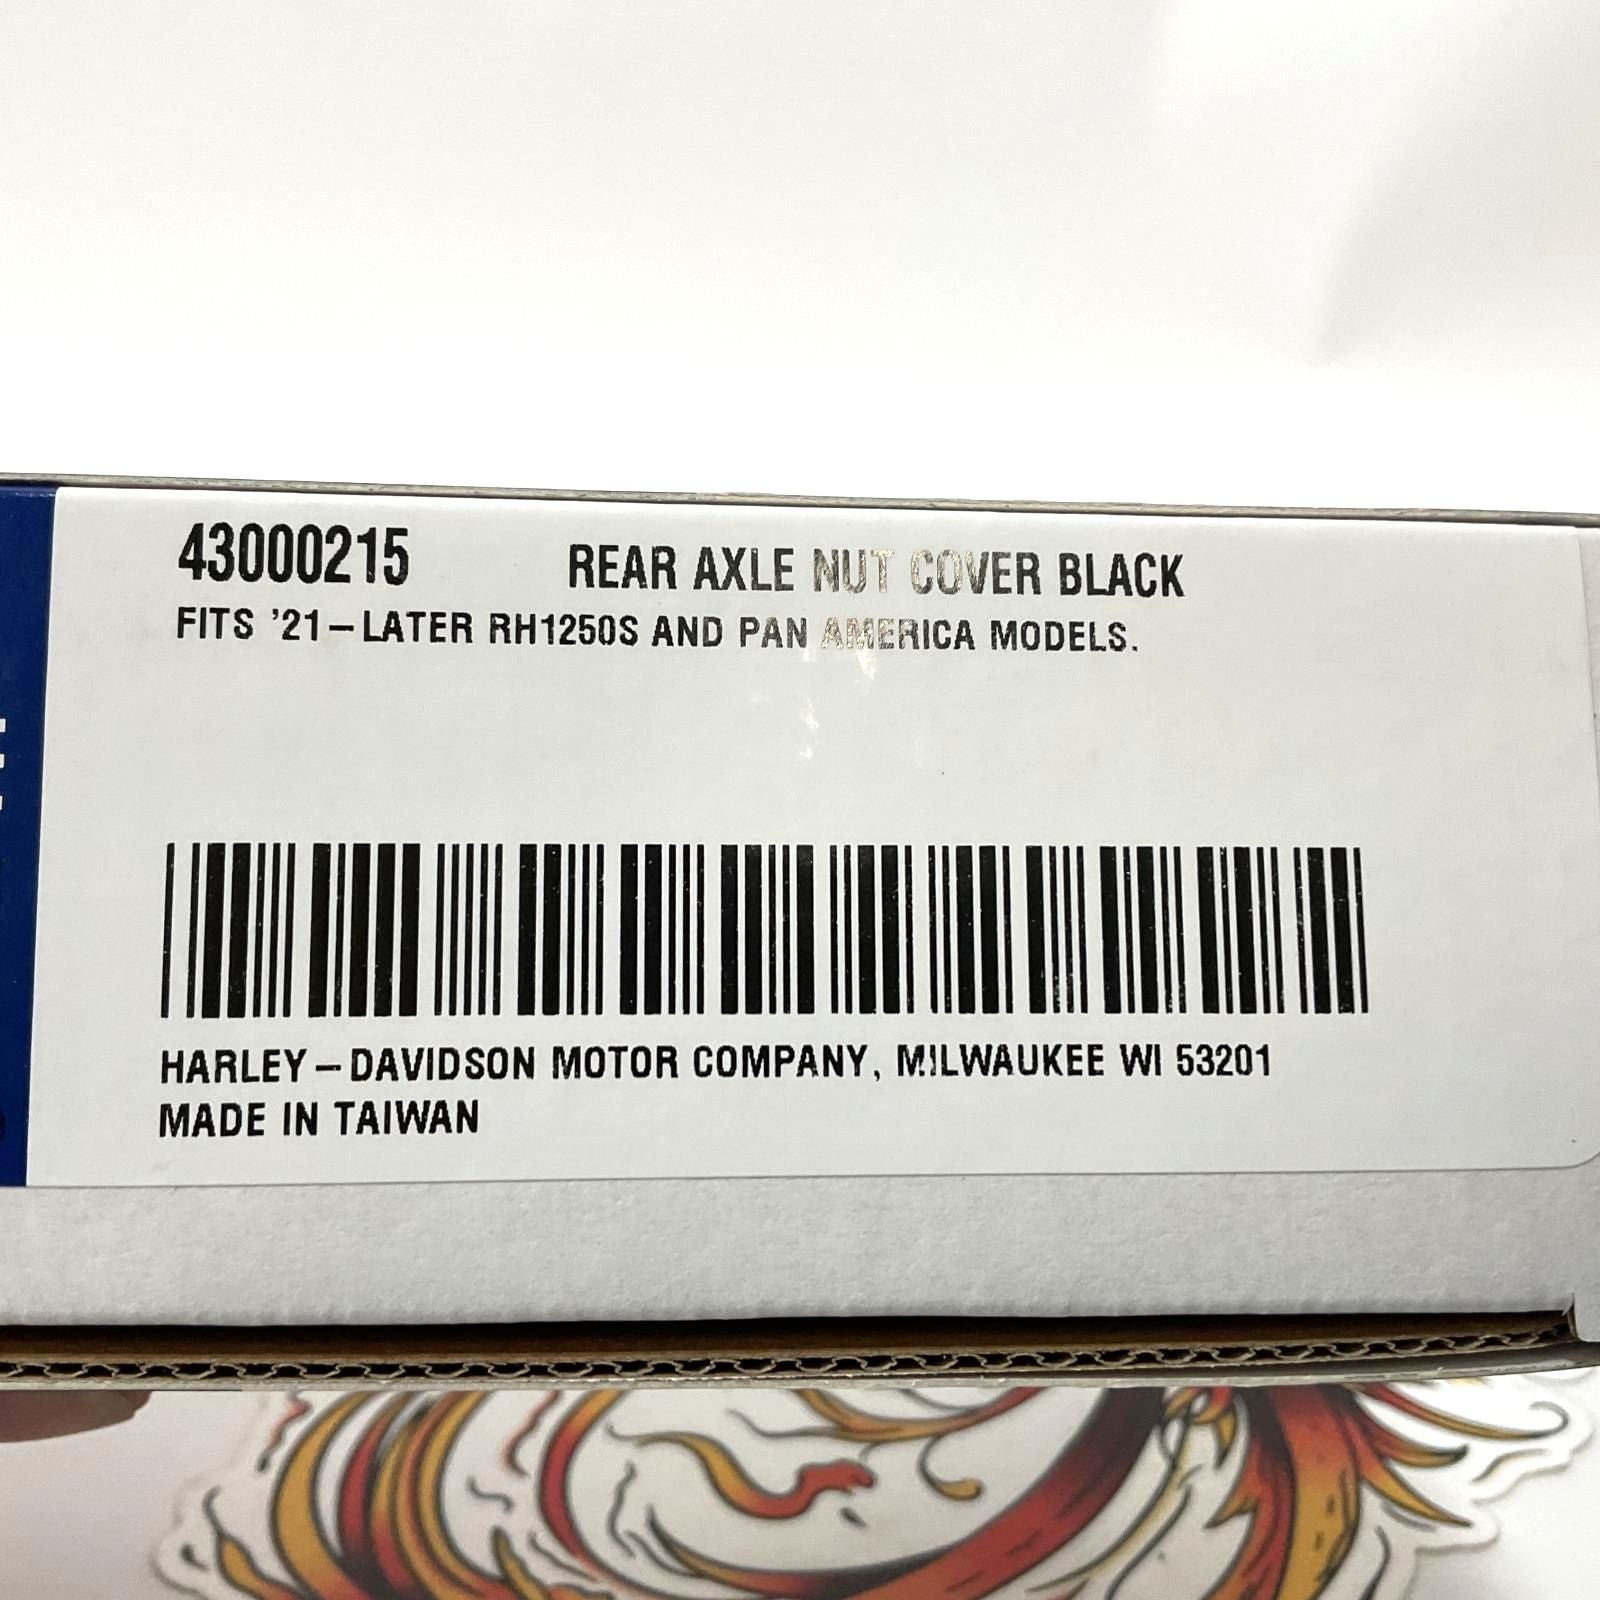 43000215 REAR AXLE NUT COVER BLACK
FITS '21-LATER RH1250S AND PAN AMERICA MODELS.
HARLEY-DAVIDSON MOTOR COMPANY, MILWAUKEE WI 53201
MADE IN TAIWAN